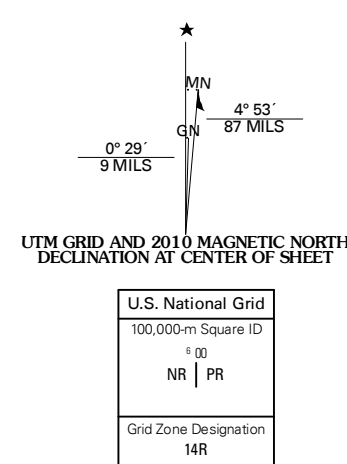 ★
MN
GN
4° 53´
87 MILS
0° 29´
9 MILS
UTM GRID AND 2010 MAGNETIC NORTH
DECLINATION AT CENTER OF SHEET
U.S. National Grid
100,000-m Square ID
6 00
NR | PR
Grid Zone Designation
14R